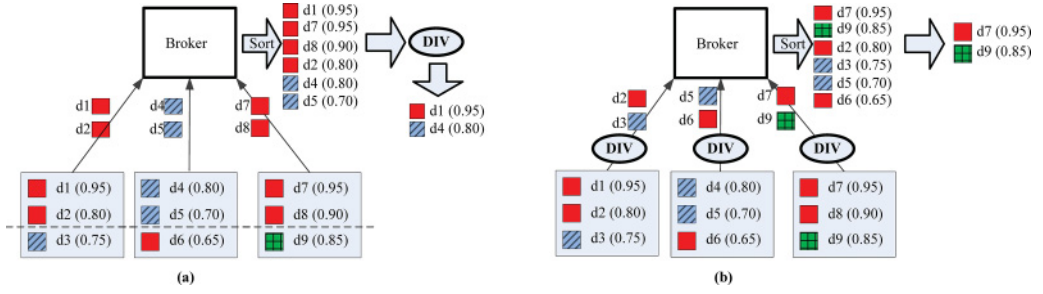 d1 (0.95)
d7 (0.95)
d8 (0.90)
d2 (0.80)
d4 (0.80)
d5 (0.70)
Broker
Sort
DIV
d1 (0.95)
d4 (0.80)
d1
d2
d4
d5
d7
d8
d1 (0.95)
d2 (0.80)
d3 (0.75)
d4 (0.80)
d5 (0.70)
d6 (0.65)
d7 (0.95)
d8 (0.90)
d9 (0.85)
(a)
d7 (0.95)
d9 (0.85)
d2 (0.80)
d3 (0.75)
d5 (0.70)
d6 (0.65)
Broker
Sort
d7 (0.95)
d9 (0.85)
d2
d3
d5
d6
d7
d9
DIV
DIV
DIV
d1 (0.95)
d2 (0.80)
d3 (0.75)
d4 (0.80)
d5 (0.70)
d6 (0.65)
d7 (0.95)
d8 (0.90)
d9 (0.85)
(b)